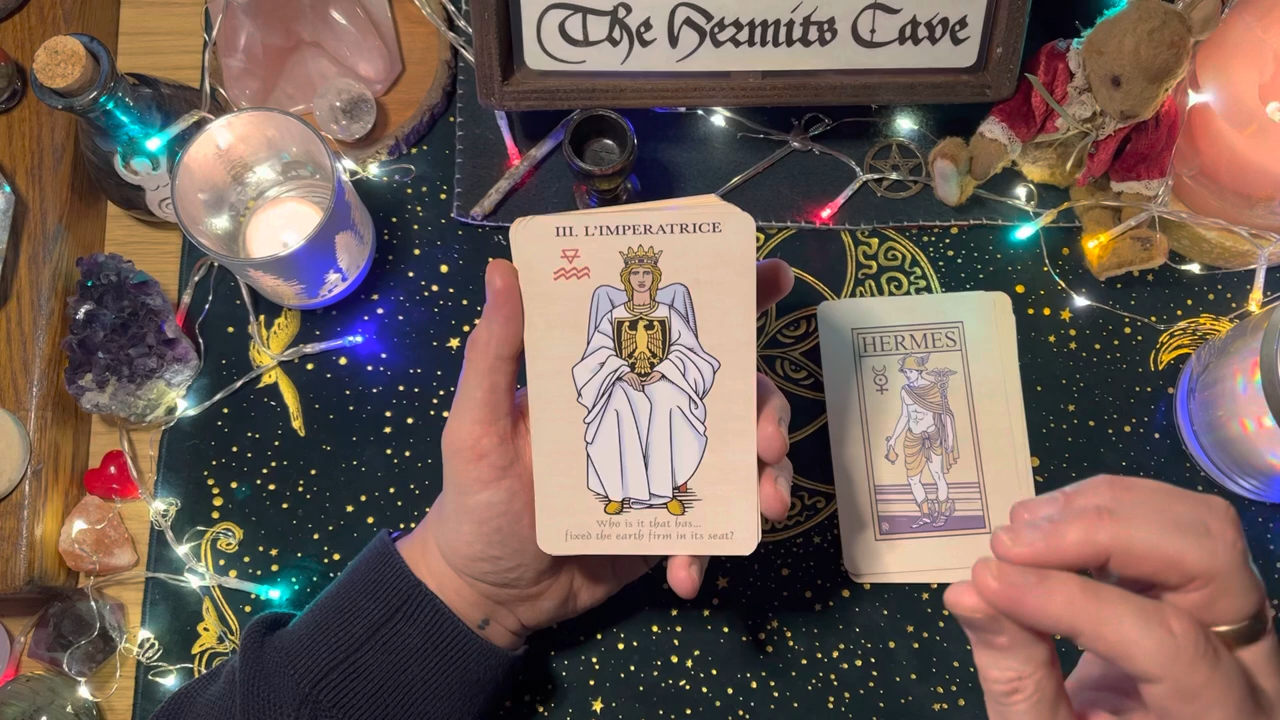 The Hermits Cave
III. L'IMPERATRICE
Who is it that has...
fixed the earth firm in its seat?
HERMES